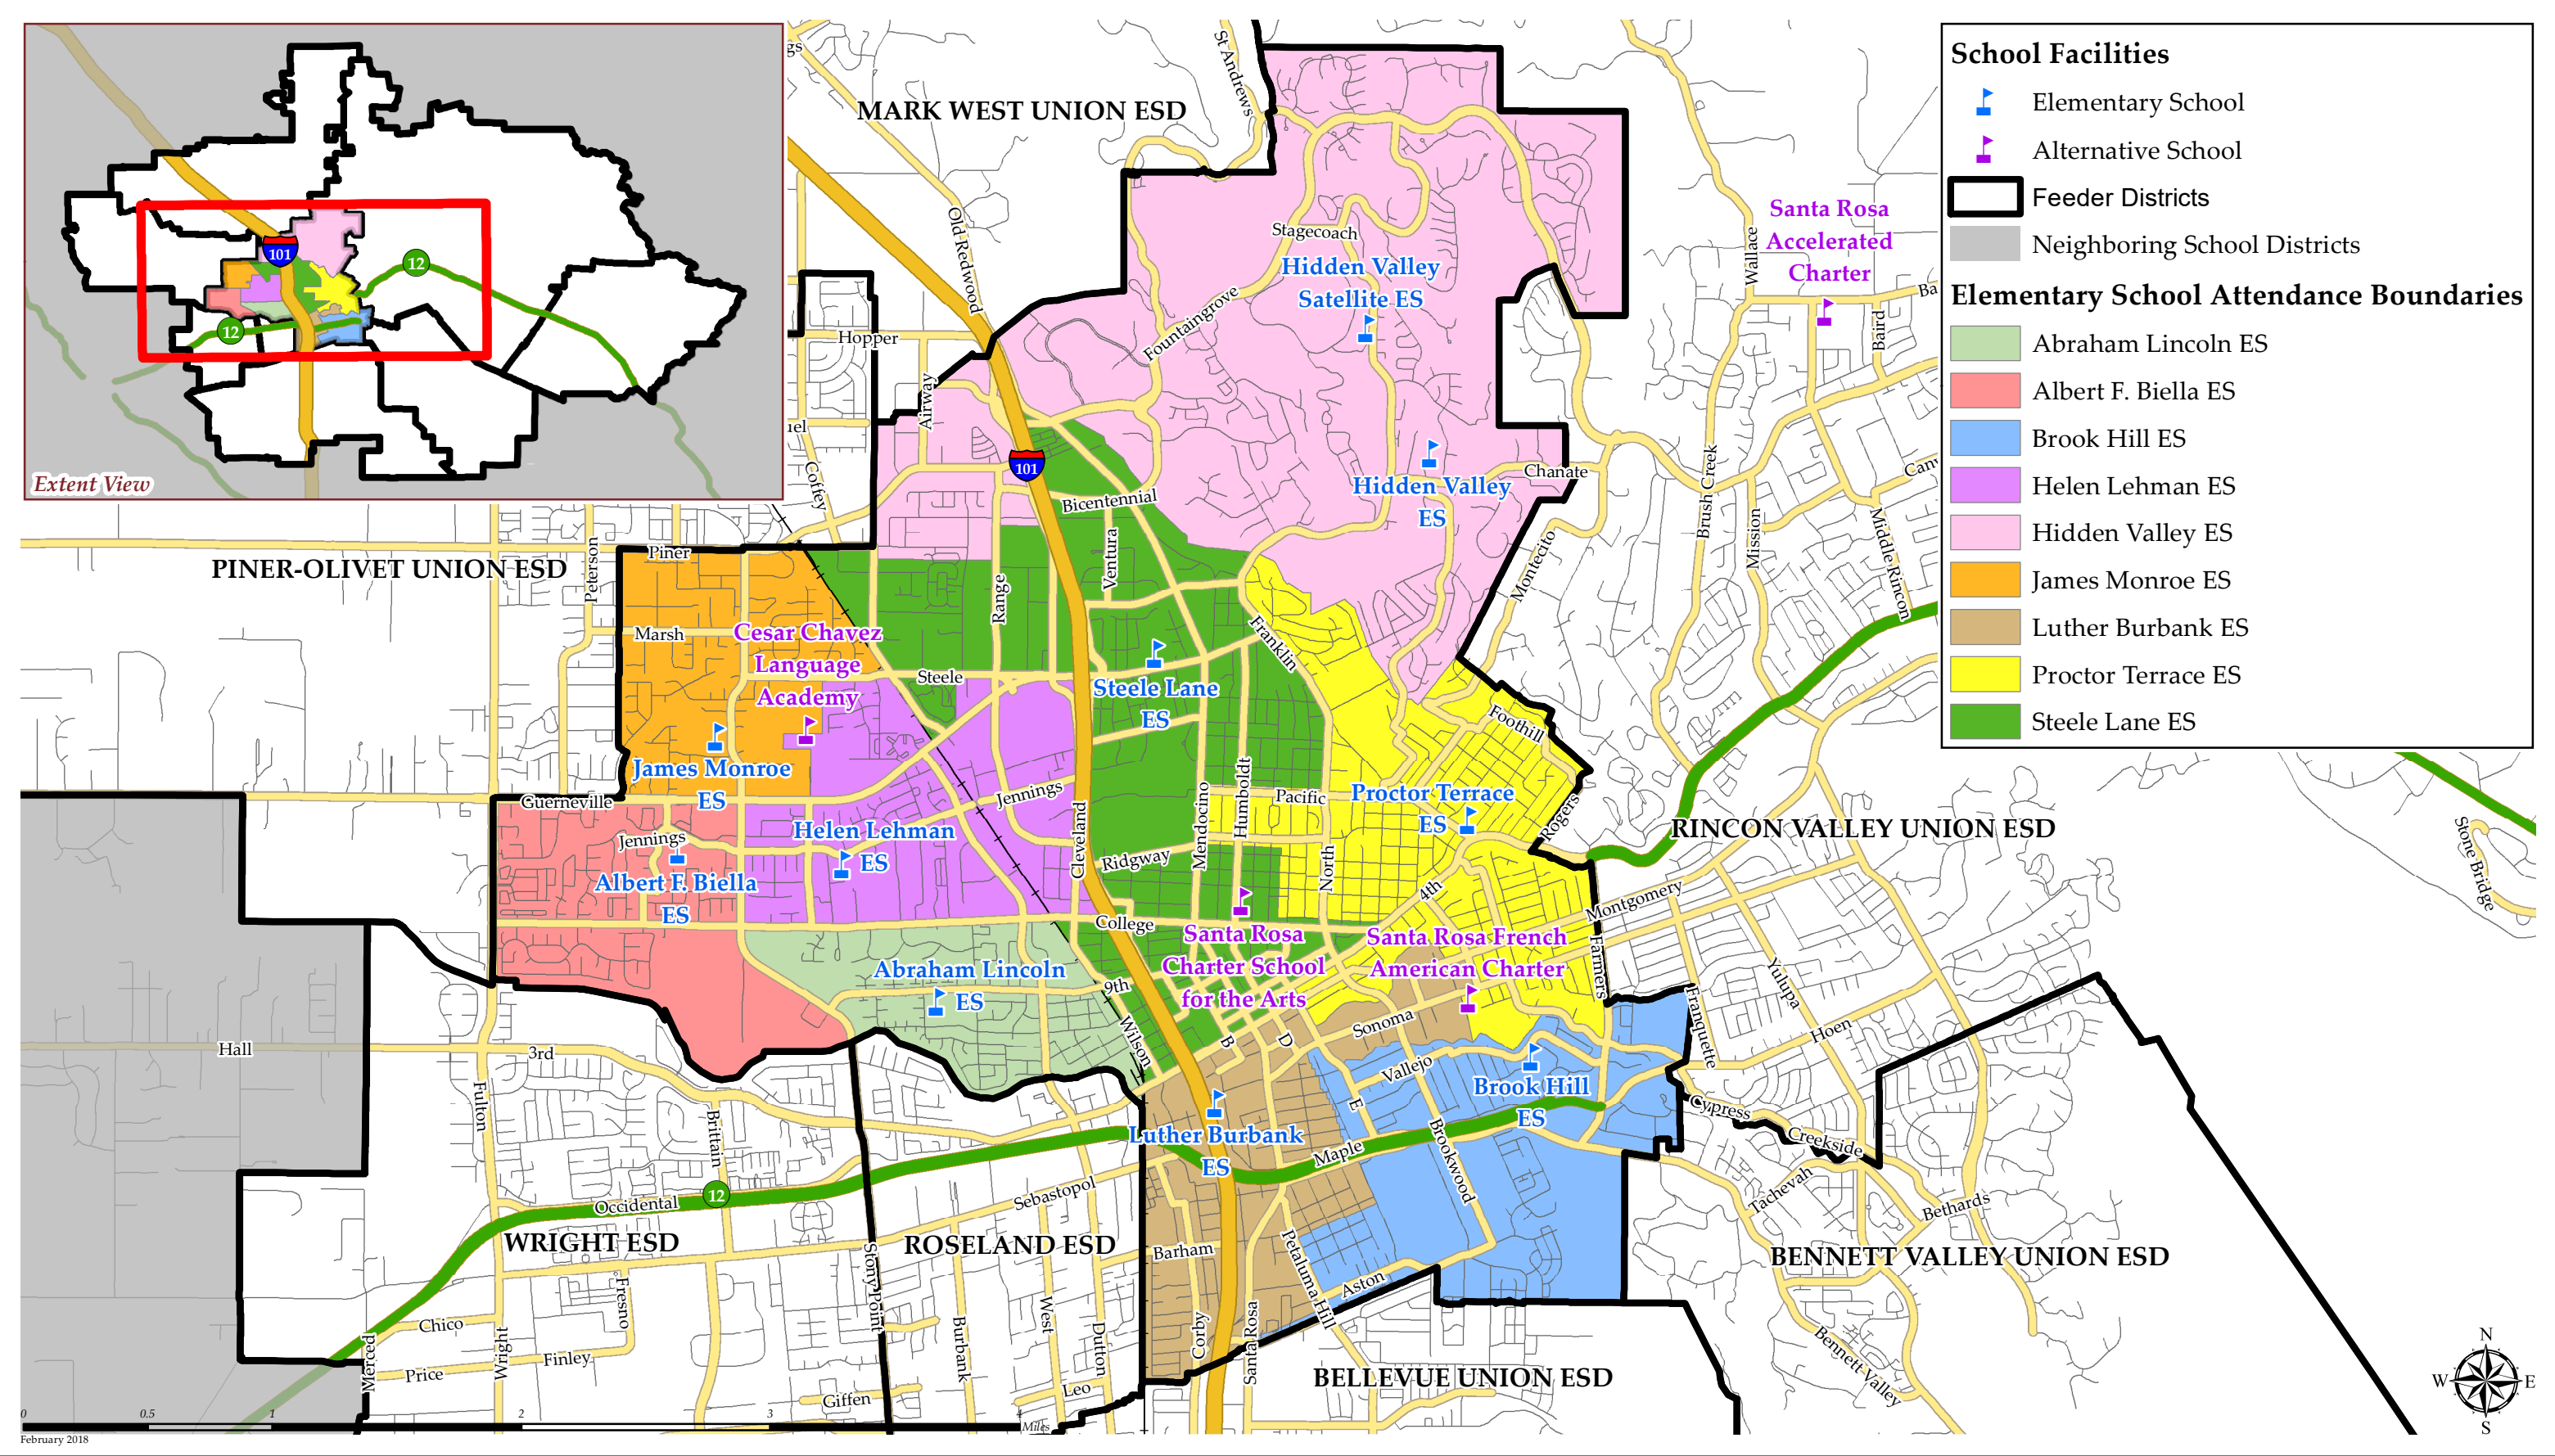 Extent View
101
12
12
School Facilities
Elementary School
Alternative School
Feeder Districts
Neighboring School Districts
Elementary School Attendance Boundaries
Abraham Lincoln ES
Albert F. Biella ES
Brook Hill ES
Helen Lehman ES
Hidden Valley ES
James Monroe ES
Luther Burbank ES
Proctor Terrace ES
Steele Lane ES
St Andrews
MARK WEST UNION ESD
Old Redwood
Stagecoach
Hidden Valley
Satellite ES
Fountaingrove
Santa Rosa
Accelerated
Charter
Wallace
Baird
Hopper
Airway
Coffey
101
Bicentennial
Hidden Valley
ES
Chanate
Brush Creek
Mission
Middle Rincon
Montecito
PINER-OLIVET UNION ESD
Peterson
Piner
Marsh
Range
Ventura
Cesar Chavez
Language
Academy
Steele
Franklin
Steele Lane
ES
Foothill
James Monroe
ES
Guerneville
Jennings
Jennings
Cleveland
Mendocino
Humboldt
Pacific
Proctor Terrace
ES
Rogers
RINCON VALLEY UNION ESD
Stone Bridge
Helen Lehman
ES
Albert F. Biella
ES
Ridgway
North
4th
Montgomery
College
Santa Rosa
Charter School
for the Arts
Santa Rosa French
American Charter
Farmers
Yulupa
Franquette
Hoen
Abraham Lincoln
ES
9th
Wilson
B
D
Sonoma
Vallejo
E
Brook Hill
ES
Hall
3rd
Fulton
Brittain
Luther Burbank
ES
Maple
Brookwood
Cypress
Creekside
Tachevah
Bethards
12
Occidental
Sebastopol
WRIGHT ESD
ROSELAND ESD
Stony Point
Barham
Petaluma Hill
Aston
BENNETT VALLEY UNION ESD
Chico
Fresno
Merced
Price
Wright
Finley
Burbank
West
Dutton
Corby
Santa Rosa
BELLEVUE UNION ESD
Bennett Valley
Giffen
Leo
0 0.5 1 2 3 4
Miles
February 2018
N
W E
S